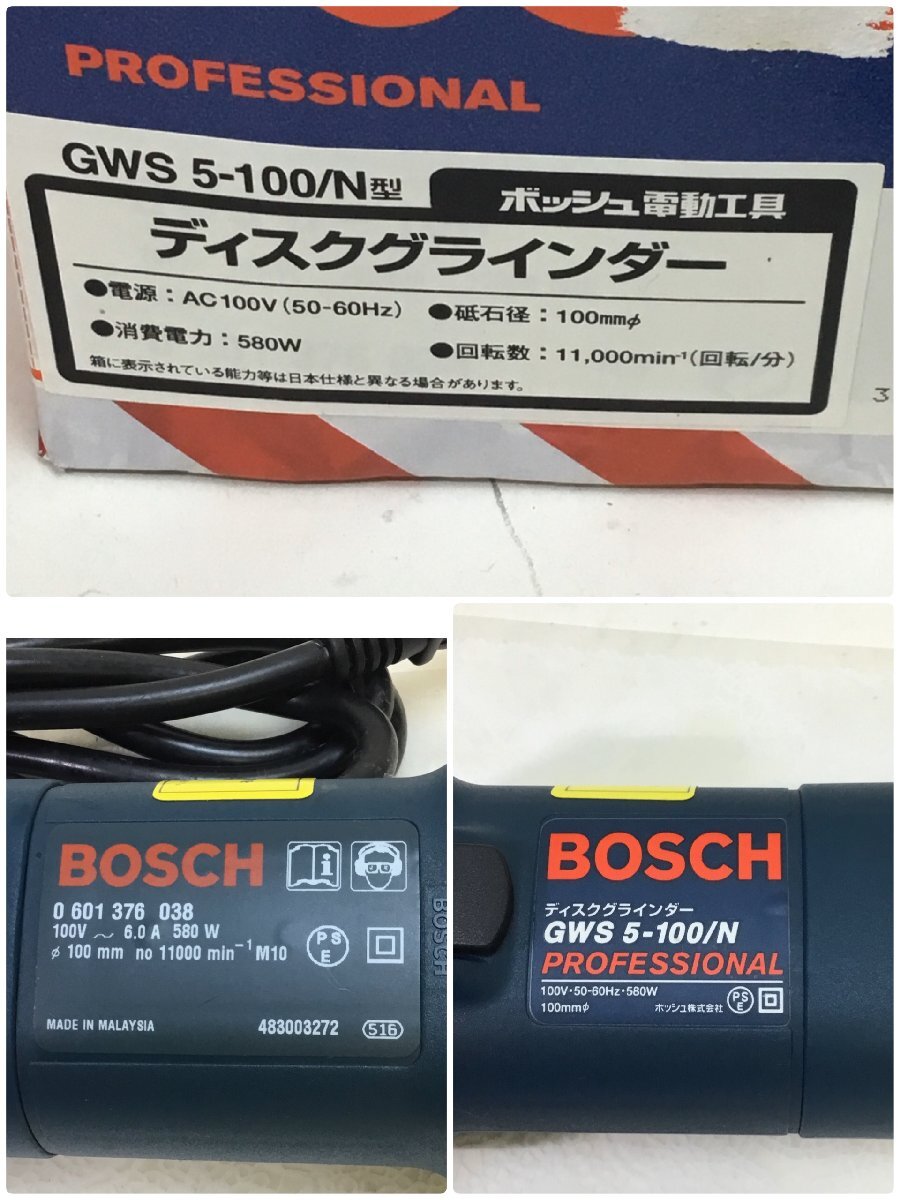 PROFESSIONAL
GWS 5-100/N型
ボッシュ電動工具
ディスクグラインダー
●電源：AC100V（50-60Hz）
●砥石径：100mmφ
●消費電力：580W
●回転数：11,000min⁻¹（回転/分）
箱に表示されている能力等は日本仕様と異なる場合があります。
3
BOSCH
0 601 376 038
100V ～ 6.0 A 580 W
φ 100 mm no 11000 min⁻¹ M10
PSE
MADE IN MALAYSIA
483003272
516
BOSCH
BOSCH
ディスクグラインダー
GWS 5-100/N
PROFESSIONAL
100V・50-60Hz・580W
100mmφ
ボッシュ株式会社
PSE